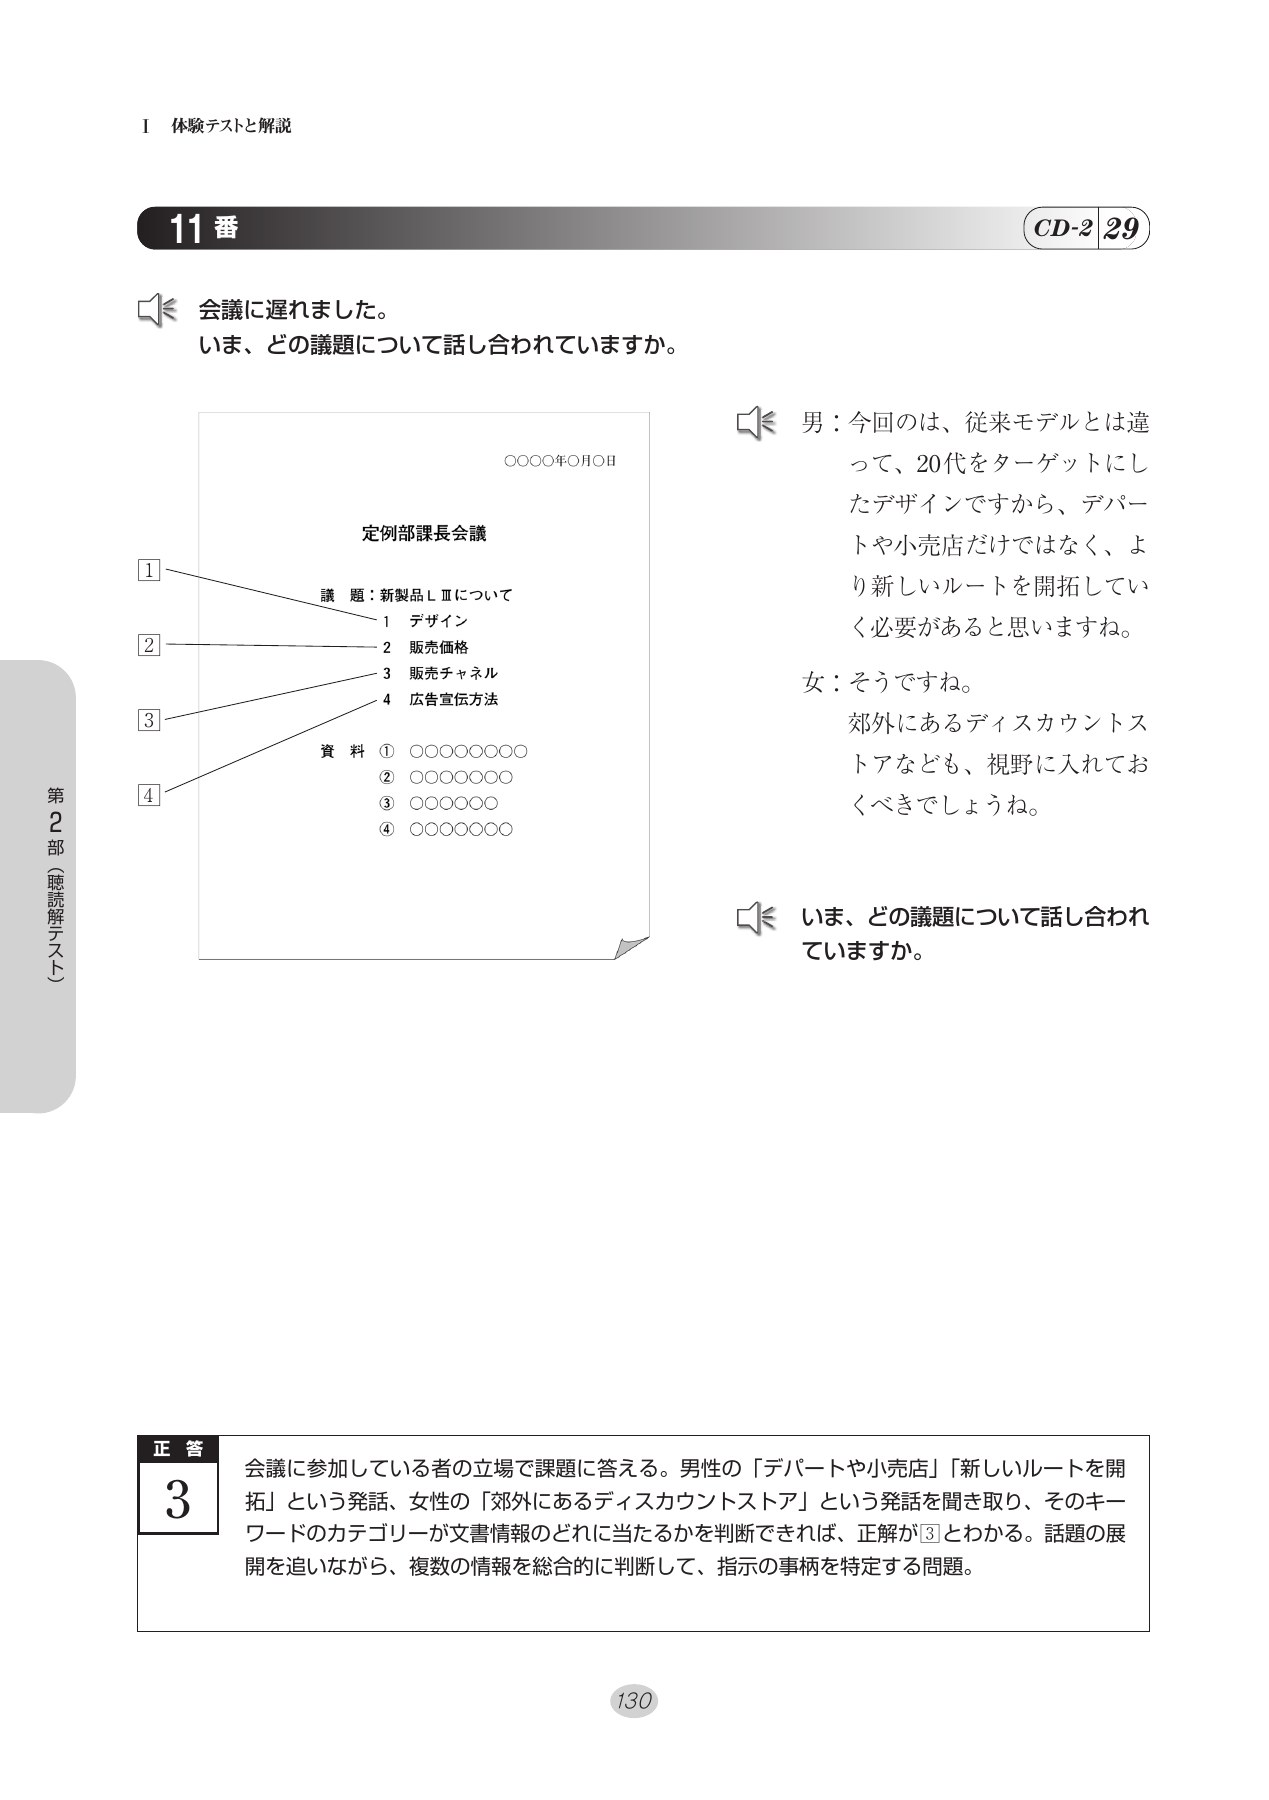 Ⅰ　体験テストと解説
11番
CD-2 29
会議に遅れました。
いま、どの議題について話し合われていますか。
○○○○年○月○日
定例部課長会議
議　題：新製品LⅢについて
1　デザイン
2　販売価格
3　販売チャネル
4　広告宣伝方法
資　料　①　○○○○○○○○
②　○○○○○○○
③　○○○○○○
④　○○○○○○○
1
2
3
4
男：今回のは、従来モデルとは違
って、20代をターゲットにし
たデザインですから、デパー
トや小売店だけではなく、よ
り新しいルートを開拓してい
く必要があると思いますね。
女：そうですね。
郊外にあるディスカウントス
トアなども、視野に入れてお
くべきでしょうね。
いま、どの議題について話し合われ
ていますか。
第2部（聴読解テスト）
正　答
3
会議に参加している者の立場で課題に答える。男性の「デパートや小売店」「新しいルートを開
拓」という発話、女性の「郊外にあるディスカウントストア」という発話を聞き取り、そのキー
ワードのカテゴリーが文書情報のどれに当たるかを判断できれば、正解が3とわかる。話題の展
開を追いながら、複数の情報を総合的に判断して、指示の事柄を特定する問題。
130